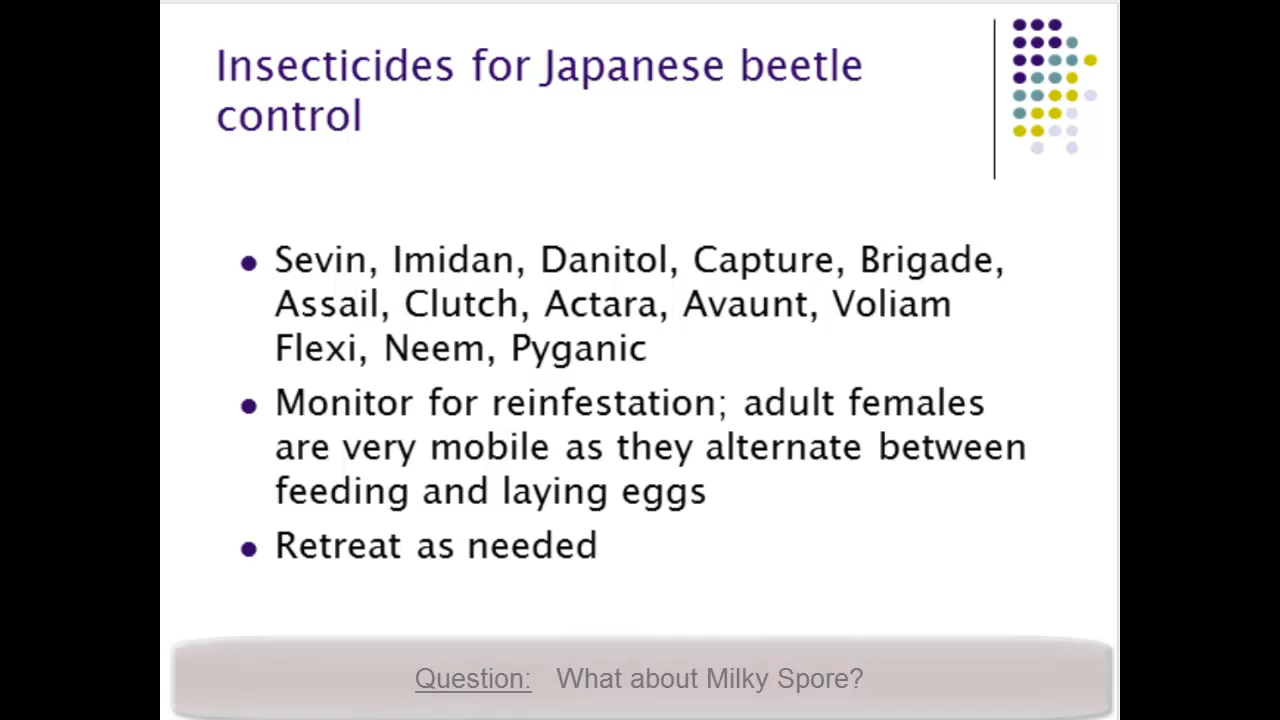 Insecticides for Japanese beetle
control
Sevin, Imidan, Danitol, Capture, Brigade,
Assail, Clutch, Actara, Avaunt, Voliam
Flexi, Neem, Pyganic
Monitor for reinfestation; adult females
are very mobile as they alternate between
feeding and laying eggs
Retreat as needed
Question: What about Milky Spore?